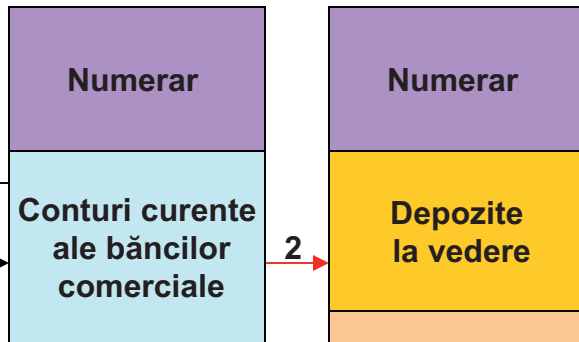 Numerar
Conturi curente
ale băncilor
comerciale
2
Numerar
Depozite
la vedere